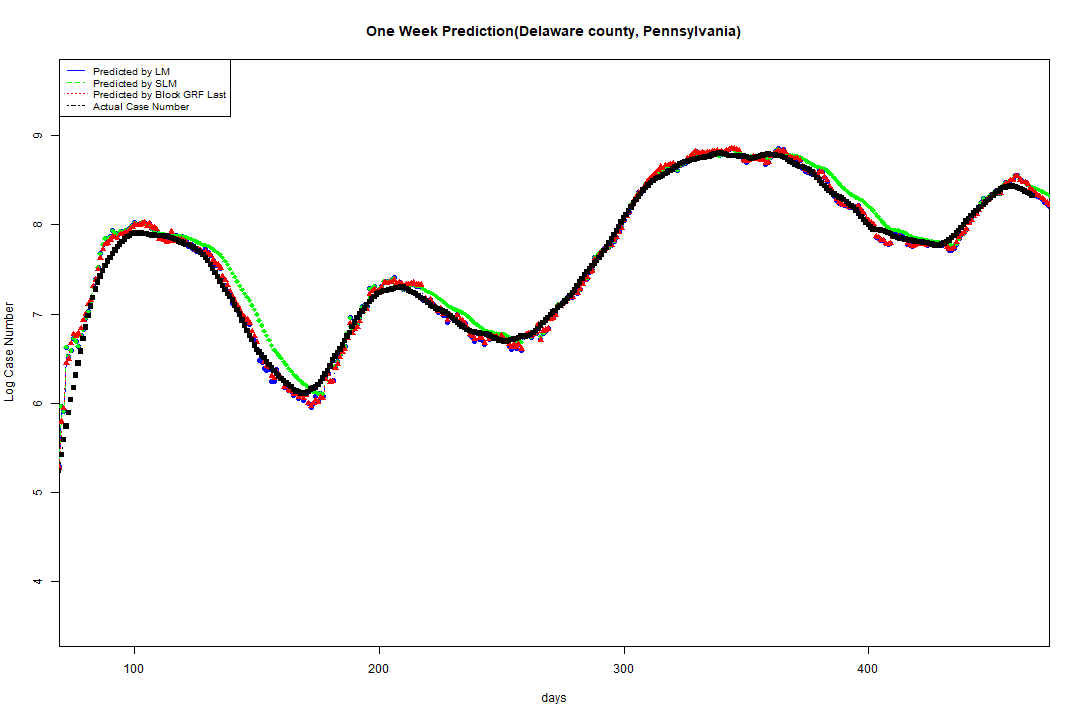 One Week Prediction(Delaware county, Pennsylvania)
Predicted by LM
Predicted by SLM
Predicted by Block GRF Last
Actual Case Number
9
8
7
6
5
4
Log Case Number
100 200 300 400
days